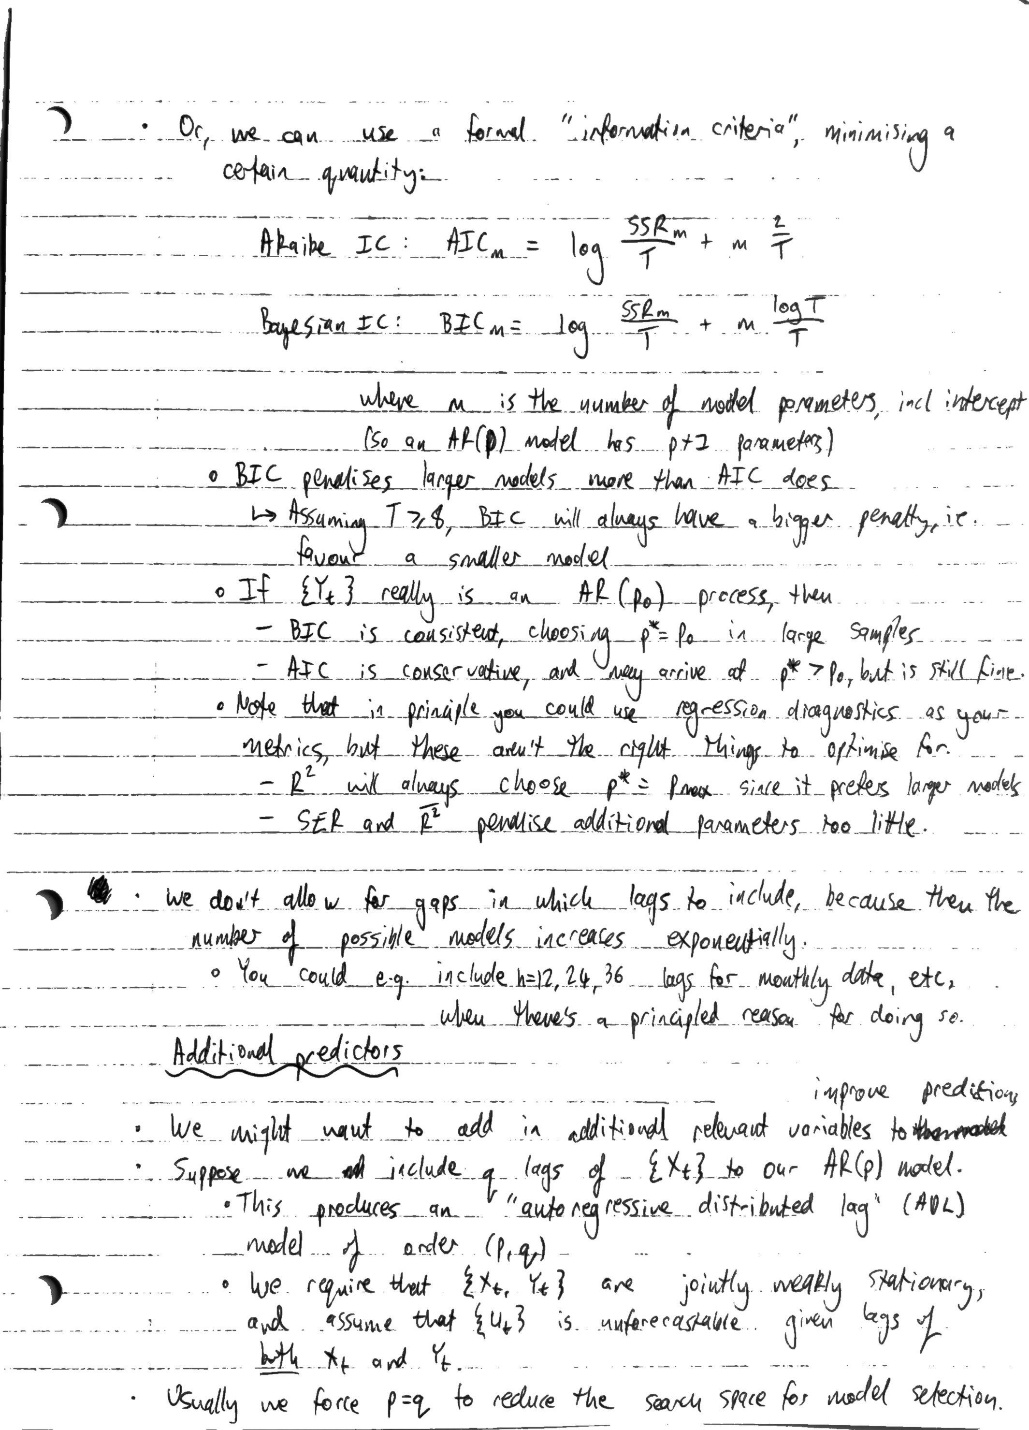 · Or, we can use a formal "information criteria", minimising a
certain quantity:
Akaike IC: AIC_m = log SSR_m/T + m 2/T
Bayesian IC: BIC_m = log SSR_m/T + m log T/T
where m is the number of model parameters, incl intercept
(so an AR(p) model has p+1 parameters)
∘ BIC penalises larger models more than AIC does
↳ Assuming T ⩾ 8, BIC will always have a bigger penalty, ie.
favour a smaller model
∘ If {Y_t} really is an AR(p_0) process, then
– BIC is consistent, choosing p* = p_0 in large samples
– AIC is conservative, and may arrive at p* > p_0, but is still fine.
∘ Note that in principle you could use regression diagnostics as your
metrics, but these aren't the right things to optimise for.
– R² will always choose p* = p_max since it prefers larger models
– SER and R̄² penalise additional parameters too little.
· We don't allow for gaps in which lags to include, because then the
number of possible models increases exponentially.
∘ You could e.g. include h=12, 24, 36 lags for monthly data, etc,
when there's a principled reason for doing so.
Additional predictors
improve predictions
· We might want to add in additional relevant variables to
· Suppose we include q lags of {X_t} to our AR(p) model.
∘ This produces an "autoregressive distributed lag" (ADL)
model of order (p,q)
∘ We require that {X_t, Y_t} are jointly weakly stationary,
and assume that {U_t} is unforecastable given lags of
both X_t and Y_t.
· Usually we force p=q to reduce the search space for model selection.